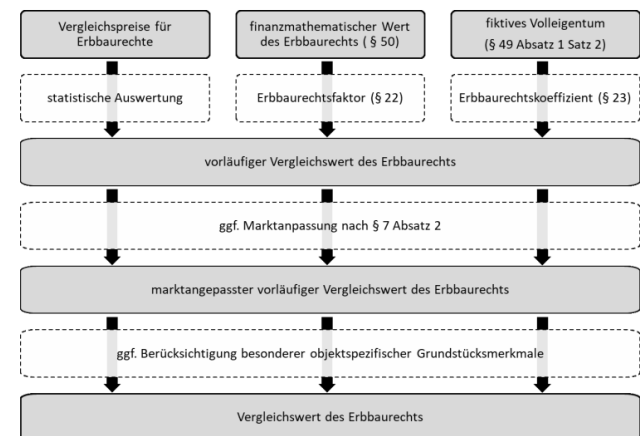 Vergleichspreise für
Erbbaurechte
finanzmathematischer Wert
des Erbbaurechts ( § 50)
fiktives Volleigentum
(§ 49 Absatz 1 Satz 2)
statistische Auswertung
Erbbaurechtsfaktor (§ 22)
Erbbaurechtskoeffizient (§ 23)
vorläufiger Vergleichswert des Erbbaurechts
ggf. Marktanpassung nach § 7 Absatz 2
marktangepasster vorläufiger Vergleichswert des Erbbaurechts
ggf. Berücksichtigung besonderer objektspezifischer Grundstücksmerkmale
Vergleichswert des Erbbaurechts